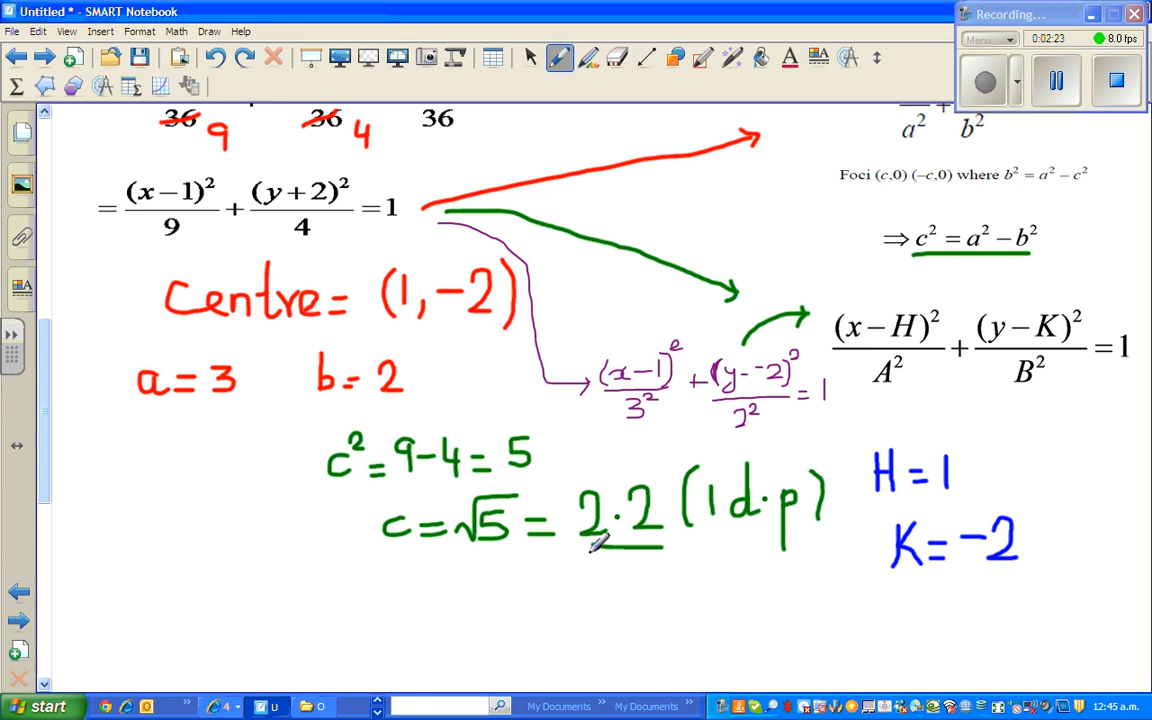 Untitled * - SMART Notebook
Recording...
File Edit View Insert Format Math Draw Help
Menu 0:02:23 8.0 fps
36 9 36 4 36
a² + b²
Foci (c,0) (–c,0) where b² = a² – c²
= (x–1)²/9 + (y+2)²/4 = 1
⇒ c² = a² – b²
Centre = (1, –2)
(x–H)²/A² + (y–K)²/B² = 1
a = 3 b = 2
(x–1)²/3² + (y--2)²/2² = 1
c² = 9–4 = 5
H = 1
c = √5 = 2.2 (1 d.p)
K = –2
start 4 U O My Documents My Documents 12:45 a.m.